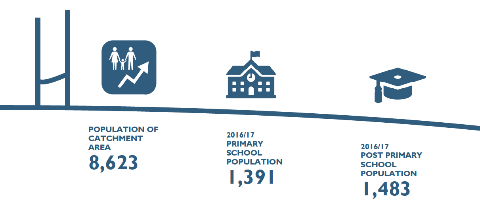 POPULATION OF
CATCHMENT
AREA
8,623
2016/17
PRIMARY
SCHOOL
POPULATION
1,391
2016/17
POST PRIMARY
SCHOOL
POPULATION
1,483